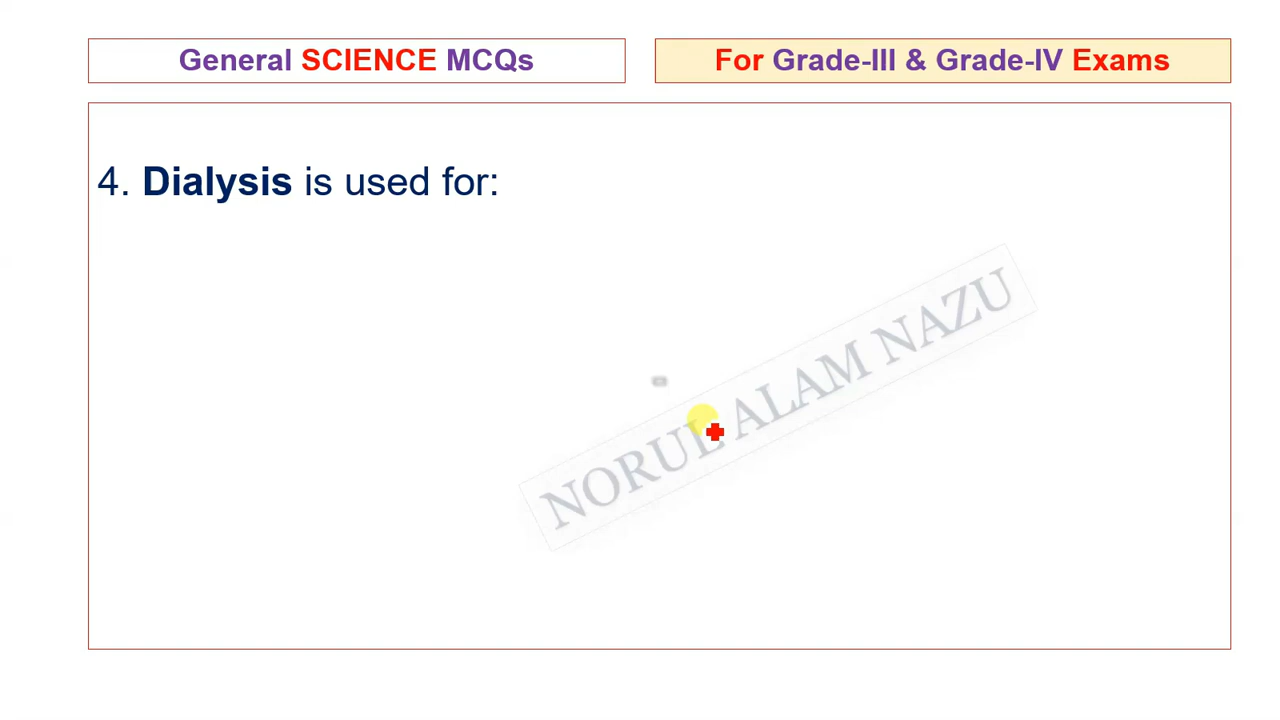 General SCIENCE MCQs
For Grade-III & Grade-IV Exams
4. Dialysis is used for:
NORUL ALAM NAZU